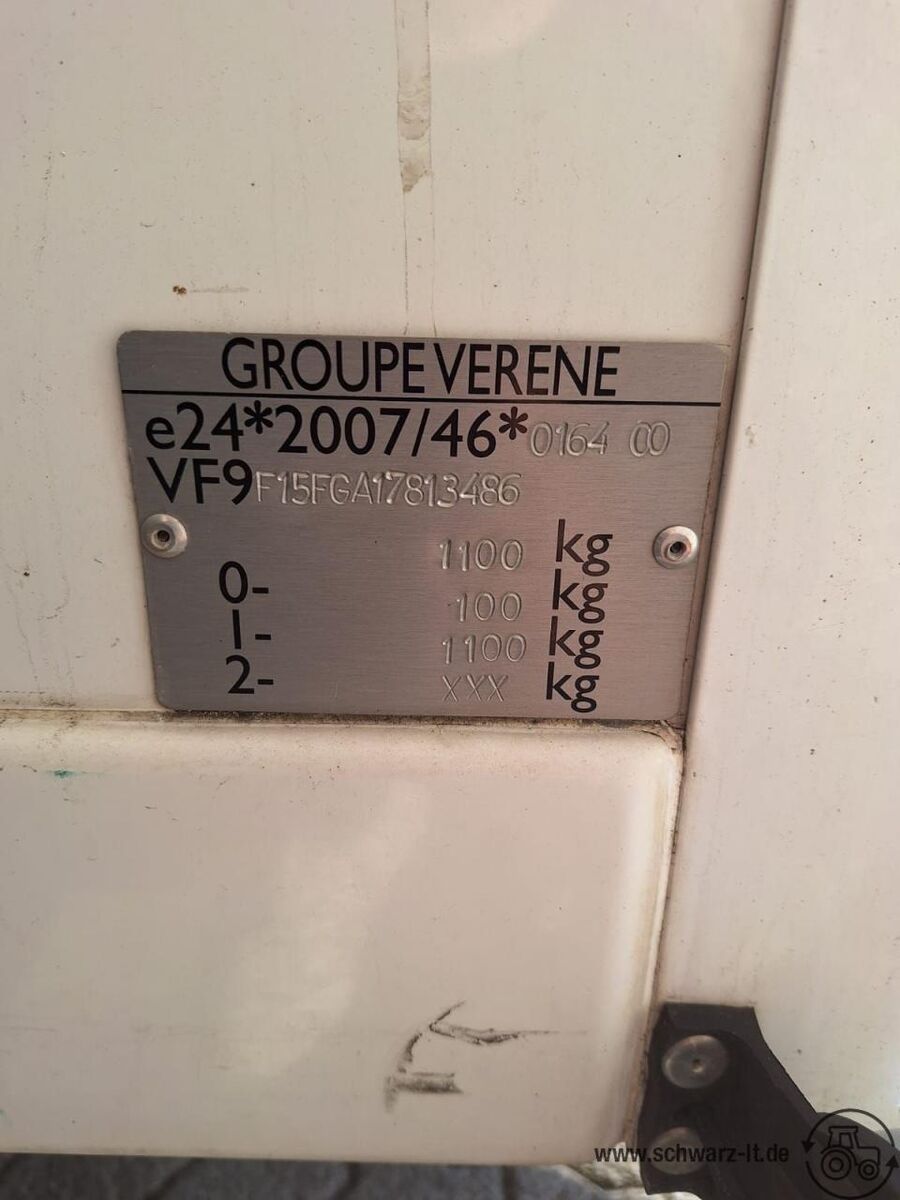 GROUPE VERENE
e24*2007/46*0164 00
VF9F15FGA17813486
1100 kg
0- 100 kg
1- 1100 kg
2- XXX kg
www.schwarz-lt.de